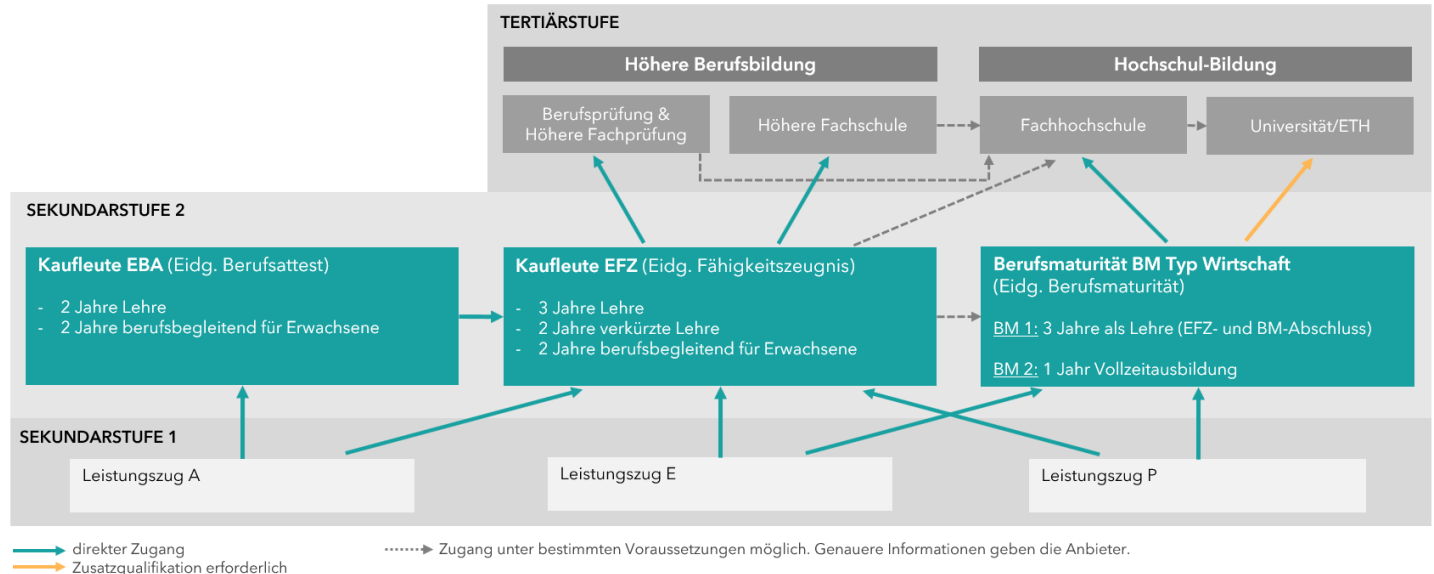 TERTIÄRSTUFE
Höhere Berufsbildung
Hochschul-Bildung
Berufsprüfung &
Höhere Fachprüfung
Höhere Fachschule
Fachhochschule
Universität/ETH
SEKUNDARSTUFE 2
Kaufleute EBA (Eidg. Berufsattest)
- 2 Jahre Lehre
- 2 Jahre berufsbegleitend für Erwachsene
Kaufleute EFZ (Eidg. Fähigkeitszeugnis)
- 3 Jahre Lehre
- 2 Jahre verkürzte Lehre
- 2 Jahre berufsbegleitend für Erwachsene
Berufsmaturität BM Typ Wirtschaft
(Eidg. Berufsmaturität)
BM 1: 3 Jahre als Lehre (EFZ- und BM-Abschluss)
BM 2: 1 Jahr Vollzeitausbildung
SEKUNDARSTUFE 1
Leistungszug A
Leistungszug E
Leistungszug P
direkter Zugang
Zusatzqualifikation erforderlich
Zugang unter bestimmten Voraussetzungen möglich. Genauere Informationen geben die Anbieter.